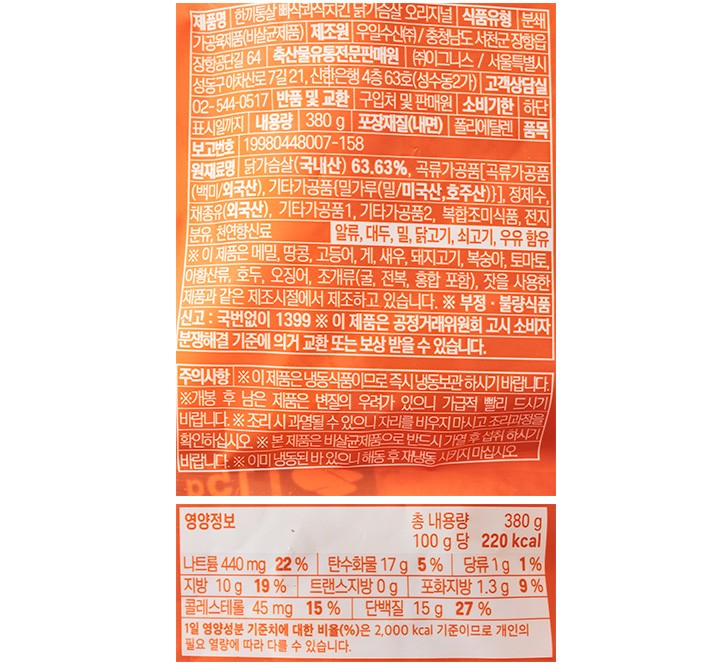 제품명 한끼통살 빠삭콰삭치킨 닭가슴살 오리지널 식품유형 분쇄
가공육제품(비살균제품) 제조원 우일수산㈜/충청남도 서천군 장항읍
장항공단길 64 축산물유통전문판매원 ㈜이그니스 / 서울특별시
성동구 아차산로 7길 21, 신한은행 4층 63호(성수동2가) 고객상담실
02-544-0517 반품 및 교환 구입처 및 판매원 소비기한 하단
표시일까지 내용량 380 g 포장재질(내면) 폴리에틸렌 품목
보고번호 19980448007-158
원재료명 닭가슴살(국내산) 63.63%, 곡류가공품[곡류가공품
(백미/외국산), 기타가공품{밀가루(밀/미국산,호주산)}], 정제수,
채종유(외국산), 기타가공품1, 기타가공품2, 복합조미식품, 전지
분유, 천연향신료 알류, 대두, 밀, 닭고기, 쇠고기, 우유 함유
※ 이 제품은 메밀, 땅콩, 고등어, 게, 새우, 돼지고기, 복숭아, 토마토,
아황산류, 호두, 오징어, 조개류(굴, 전복, 홍합 포함), 잣을 사용한
제품과 같은 제조시설에서 제조하고 있습니다. ※ 부정·불량식품
신고 : 국번없이 1399 ※ 이 제품은 공정거래위원회 고시 소비자
분쟁해결 기준에 의거 교환 또는 보상 받을 수 있습니다.
주의사항 ※이 제품은 냉동식품이므로 즉시 냉동보관 하시기 바랍니다.
※개봉 후 남은 제품은 변질의 우려가 있으니 가급적 빨리 드시기
바랍니다. ※ 조리 시 과열될 수 있으니 자리를 비우지 마시고 조리과정을
확인하십시오. ※ 본 제품은 비살균제품으로 반드시 가열 후 섭취 하시기
바랍니다. ※ 이미 냉동된 바 있으니 해동 후 재냉동 시키지 마십시오.
영양정보 총 내용량 380 g
100 g 당 220 kcal
나트륨 440 mg 22 % 탄수화물 17 g 5 % 당류 1 g 1 %
지방 10 g 19 % 트랜스지방 0 g 포화지방 1.3 g 9 %
콜레스테롤 45 mg 15 % 단백질 15 g 27 %
1일 영양성분 기준치에 대한 비율(%)은 2,000 kcal 기준이므로 개인의
필요 열량에 따라 다를 수 있습니다.